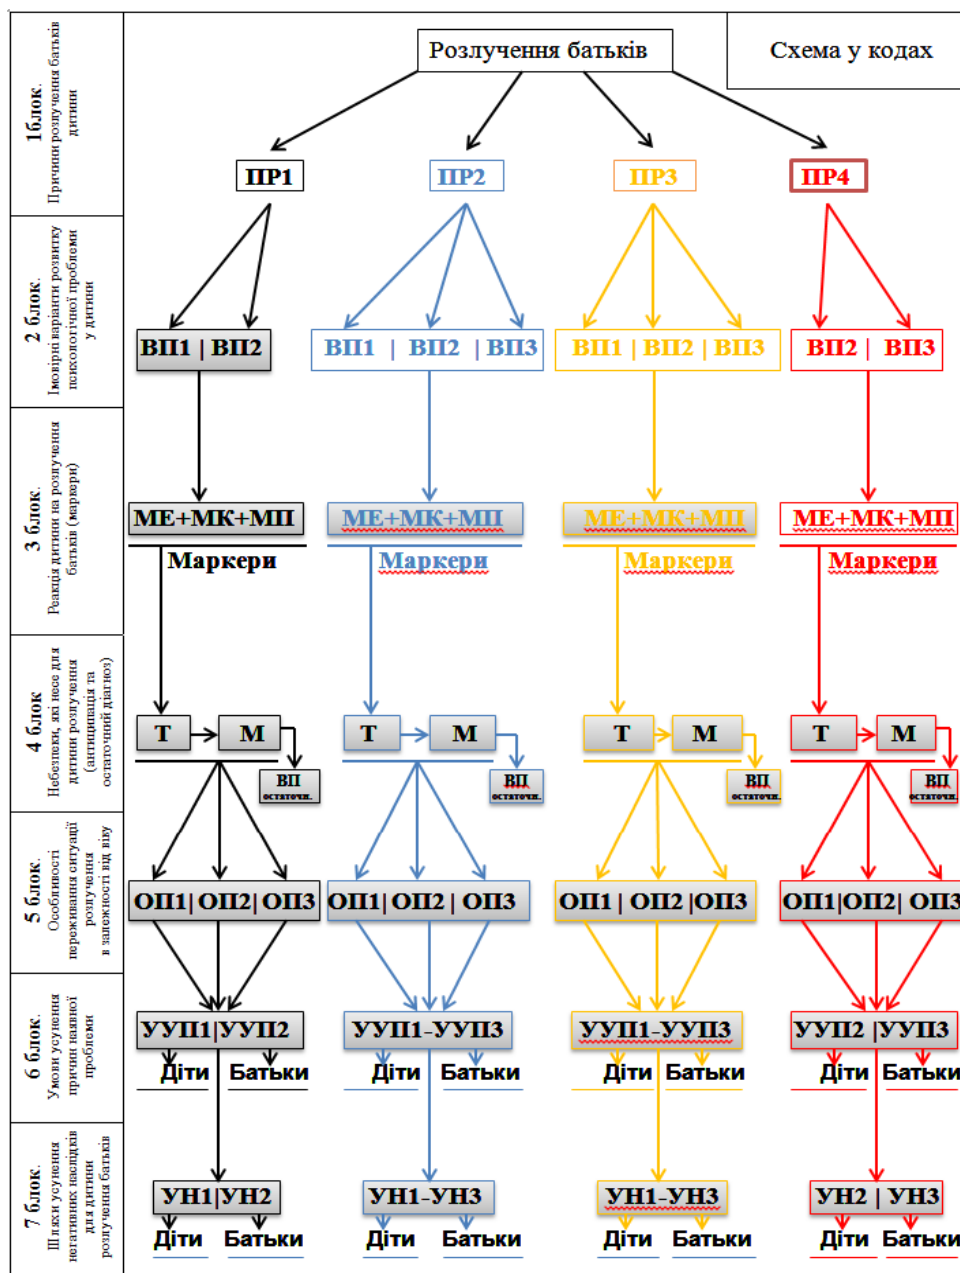 Розлучення батьків
Схема у кодах
1блок.
Причини розлучення батьків
дитини
ПР1 ПР2 ПР3 ПР4
2 блок.
Імовірні варіанти розвитку
психологічної проблеми
у дитини
ВП1 | ВП2 ВП1 | ВП2 | ВП3 ВП1 | ВП2 | ВП3 ВП2 | ВП3
3 блок.
Реакція дитини на розлучення
батьків (маркери)
МЕ+МК+МП МЕ+МК+МП МЕ+МК+МП МЕ+МК+МП
Маркери Маркери Маркери Маркери
4 блок
Небезпеки, які несе для
дитини розлучення
(антиципація та
остаточний діагноз)
Т М Т М Т М Т М
ВП ВП ВП ВП
остаточн. остаточн. остаточн. остаточн.
5 блок.
Особливості
переживання ситуації
розлучення
в залежності від віву
ОП1| ОП2| ОП3 ОП1| ОП2 | ОП3 ОП1 | ОП2 |ОП3 ОП1|ОП2| ОП3
6 блок.
Умови усунення
причин наявної
проблеми
УУП1|УУП2 УУП1-УУП3 УУП1-УУП3 УУП2 |УУП3
Діти Батьки Діти Батьки Діти Батьки Діти Батьки
7 блок.
Шляхи усунення
негативних наслідків
для дитини
розлучення батьків
УН1|УН2 УН1-УН3 УН1-УН3 УН2 | УН3
Діти Батьки Діти Батьки Діти Батьки Діти Батьки